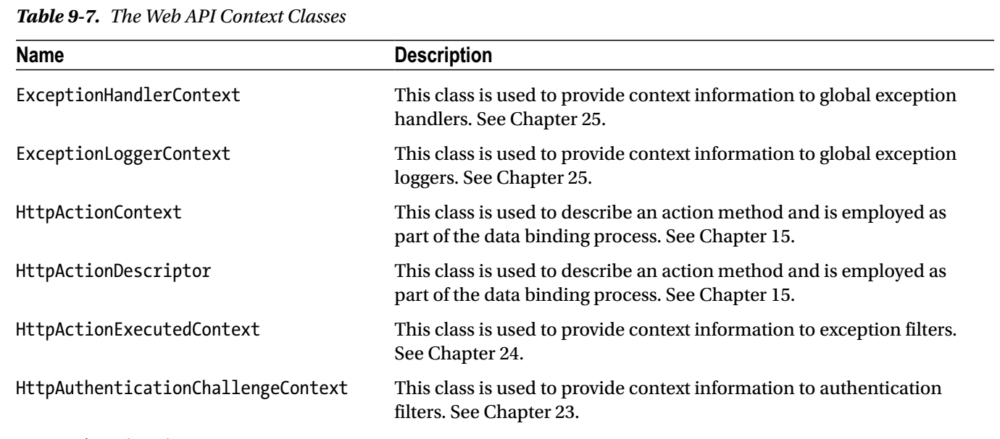 Table 9-7. The Web API Context Classes
Name Description
ExceptionHandlerContext This class is used to provide context information to global exception
handlers. See Chapter 25.
ExceptionLoggerContext This class is used to provide context information to global exception
loggers. See Chapter 25.
HttpActionContext This class is used to describe an action method and is employed as
part of the data binding process. See Chapter 15.
HttpActionDescriptor This class is used to describe an action method and is employed as
part of the data binding process. See Chapter 15.
HttpActionExecutedContext This class is used to provide context information to exception filters.
See Chapter 24.
HttpAuthenticationChallengeContext This class is used to provide context information to authentication
filters. See Chapter 23.